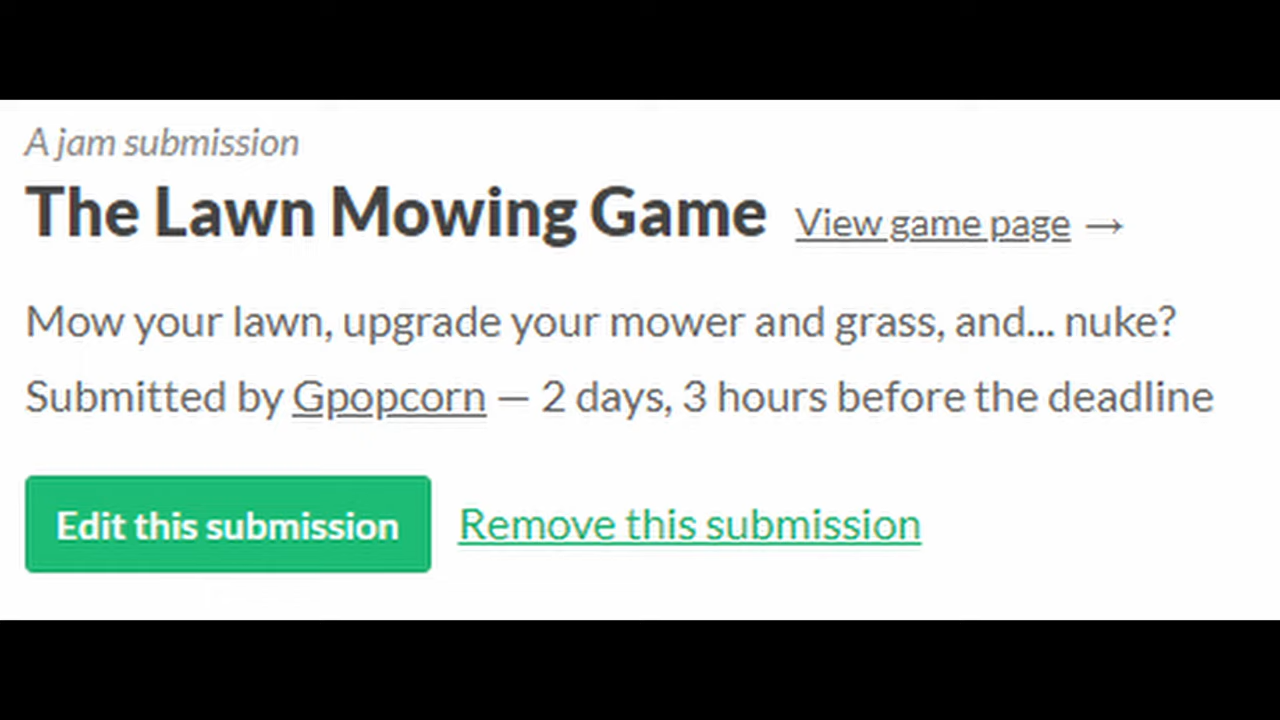 A jam submission
The Lawn Mowing Game View game page →
Mow your lawn, upgrade your mower and grass, and... nuke?
Submitted by Gpopcorn — 2 days, 3 hours before the deadline
Edit this submission Remove this submission